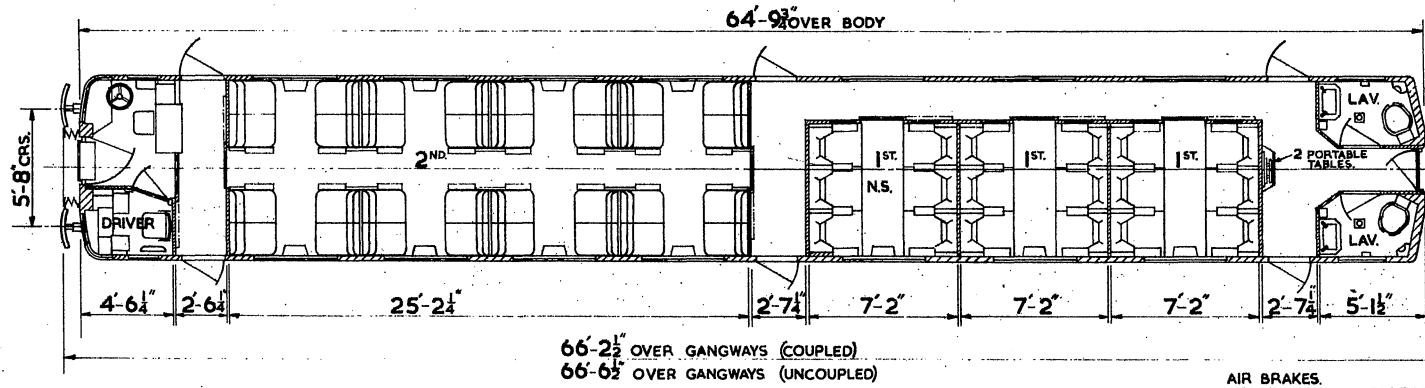 64'-9¾" OVER BODY
5'-8" CRS.
DRIVER
2ND.
1ST.
N.S.
1ST.
1ST.
2 PORTABLE
TABLES.
LAV.
LAV.
4'-6¼" 2'-6¼" 25'-2¼" 2'-7¼" 7'-2" 7'-2" 7'-2" 2'-7¼" 5'-1½"
66'-2½" OVER GANGWAYS (COUPLED)
66'-6½" OVER GANGWAYS (UNCOUPLED)
AIR BRAKES.